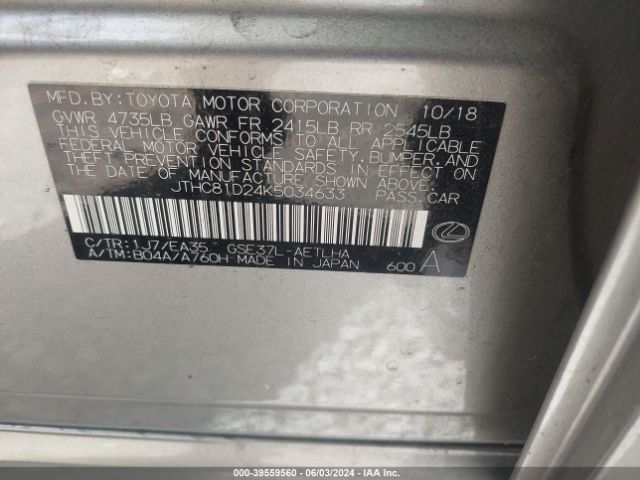 MFD.BY:TOYOTA MOTOR CORPORATION 10/18
GVWR 4735LB GAWR FR 2415LB RR 2545LB
THIS VEHICLE CONFORMS TO ALL APPLICABLE
FEDERAL MOTOR VEHICLE SAFETY,BUMPER,AND
THEFT PREVENTION STANDARDS IN EFFECT ON
THE DATE OF MANUFACTURE SHOWN ABOVE.
JTHC81D24K5034633 PASS.CAR
C/TR:1J7/EA35 GSE37L-AETLHA
A/TM:B04A/A760H MADE IN JAPAN 600 A
000-39559560 | 06/03/2024 | IAA Inc.